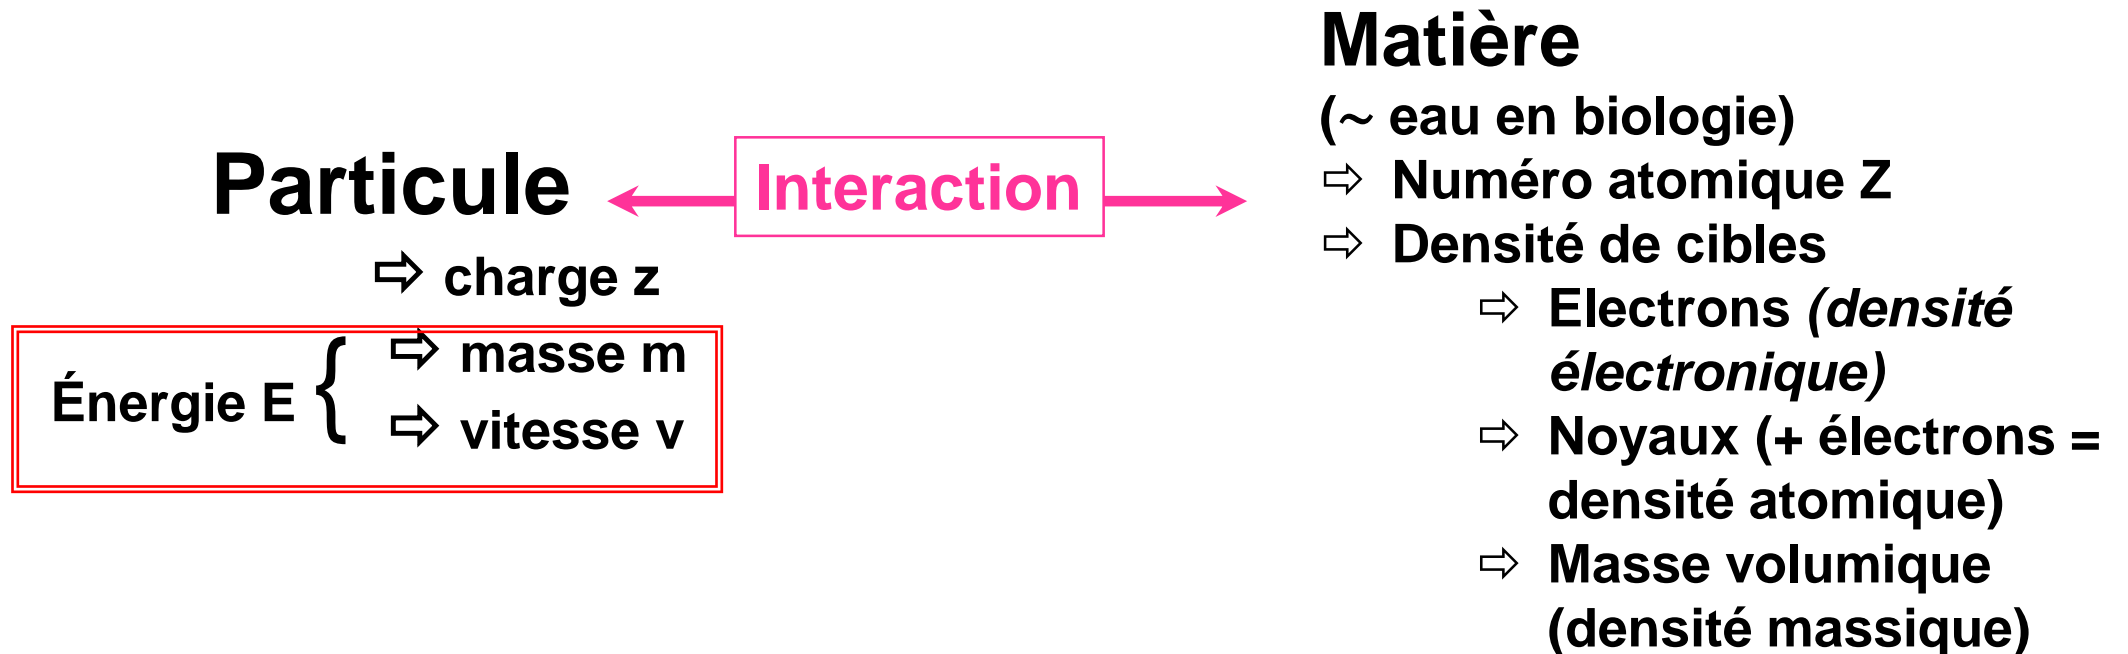 Particule
⇨ charge z
Énergie E {
⇨ masse m
⇨ vitesse v
Interaction
Matière
(~ eau en biologie)
⇨ Numéro atomique Z
⇨ Densité de cibles
⇨ Electrons (densité
électronique)
⇨ Noyaux (+ électrons =
densité atomique)
⇨ Masse volumique
(densité massique)